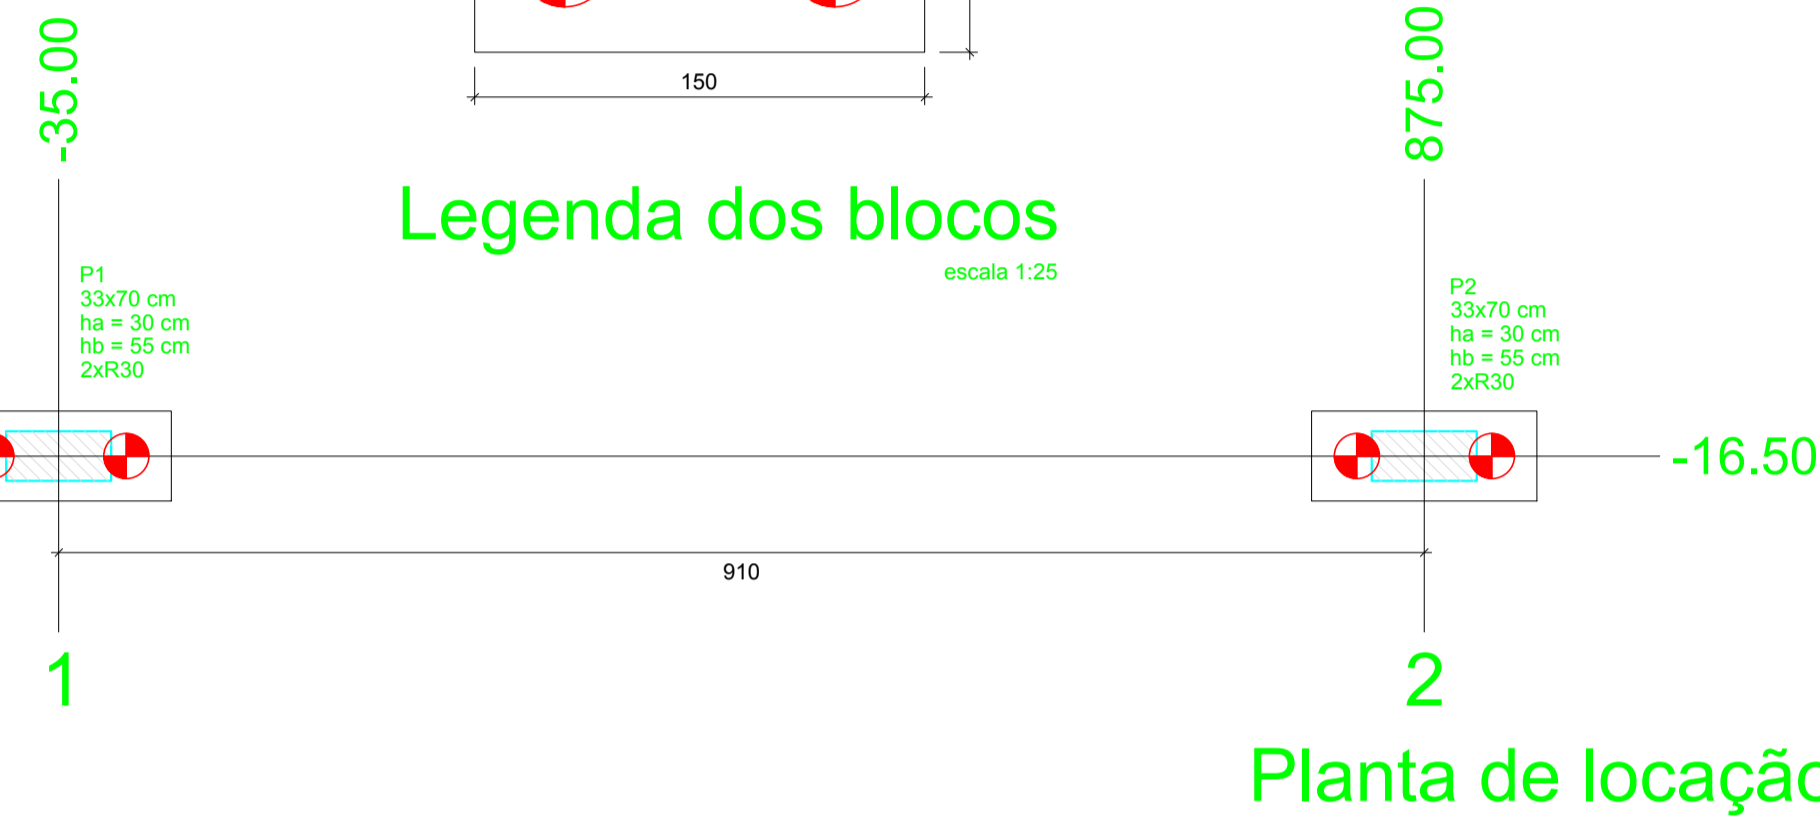 -35.00
875.00
150
Legenda dos blocos
escala 1:25
P1
33x70 cm
ha = 30 cm
hb = 55 cm
2xR30
P2
33x70 cm
ha = 30 cm
hb = 55 cm
2xR30
-16.50
910
1
2
Planta de locação